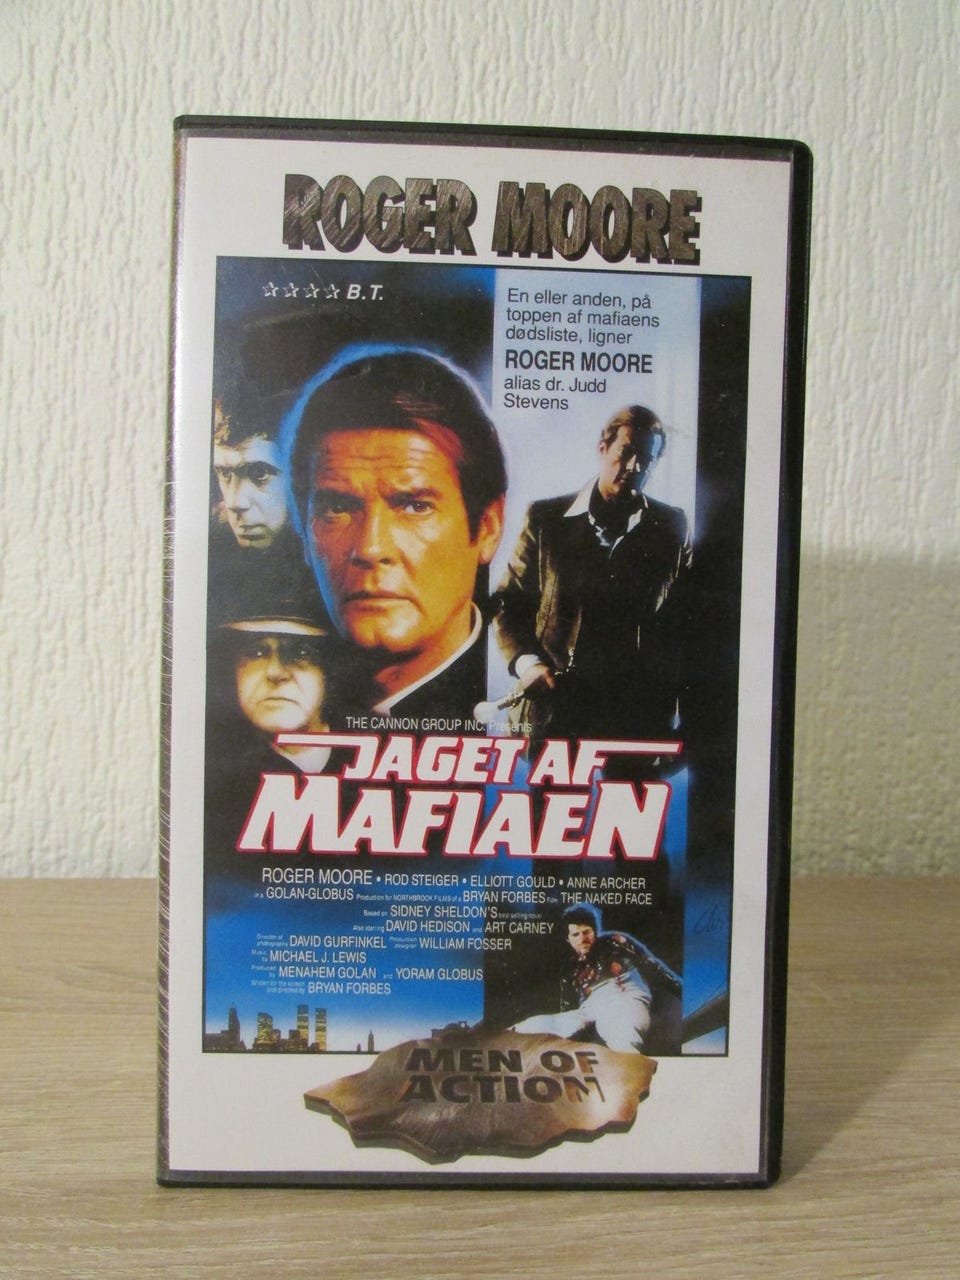 ROGER MOORE
☆☆☆☆ B.T.
En eller anden, på
toppen af mafiaens
dødsliste, ligner
ROGER MOORE
alias dr. Judd
Stevens
THE CANNON GROUP INC. Presents
JAGET AF
MAFIAEN
ROGER MOORE • ROD STEIGER • ELLIOTT GOULD • ANNE ARCHER
in a GOLAN-GLOBUS Production for NORTHBROOK FILMS of a BRYAN FORBES Film THE NAKED FACE
Based on SIDNEY SHELDON'S best selling novel
Also starring DAVID HEDISON and ART CARNEY
Director of photography DAVID GURFINKEL Production designer WILLIAM FOSSER
Music by MICHAEL J. LEWIS
Produced by MENAHEM GOLAN and YORAM GLOBUS
Written for the screen and directed by BRYAN FORBES
MEN OF
ACTION